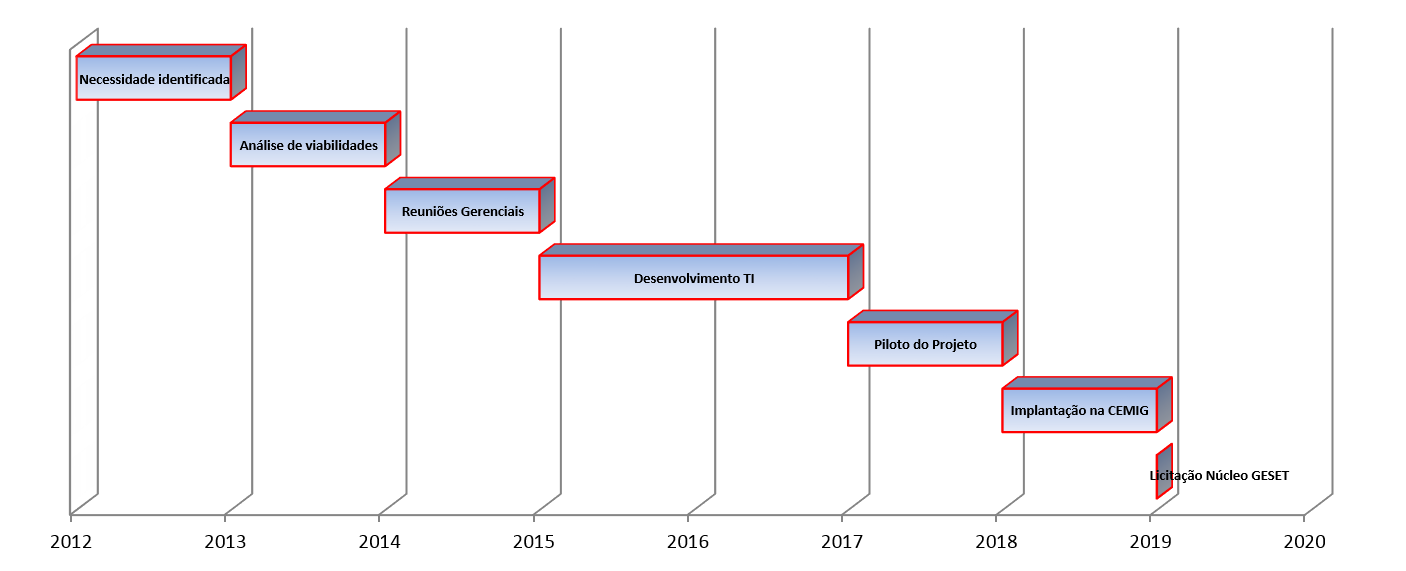 Necessidade identificada
Análise de viabilidades
Reuniões Gerenciais
Desenvolvimento TI
Piloto do Projeto
Implantação na CEMIG
Licitação Núcleo GESET
2012 2013 2014 2015 2016 2017 2018 2019 2020